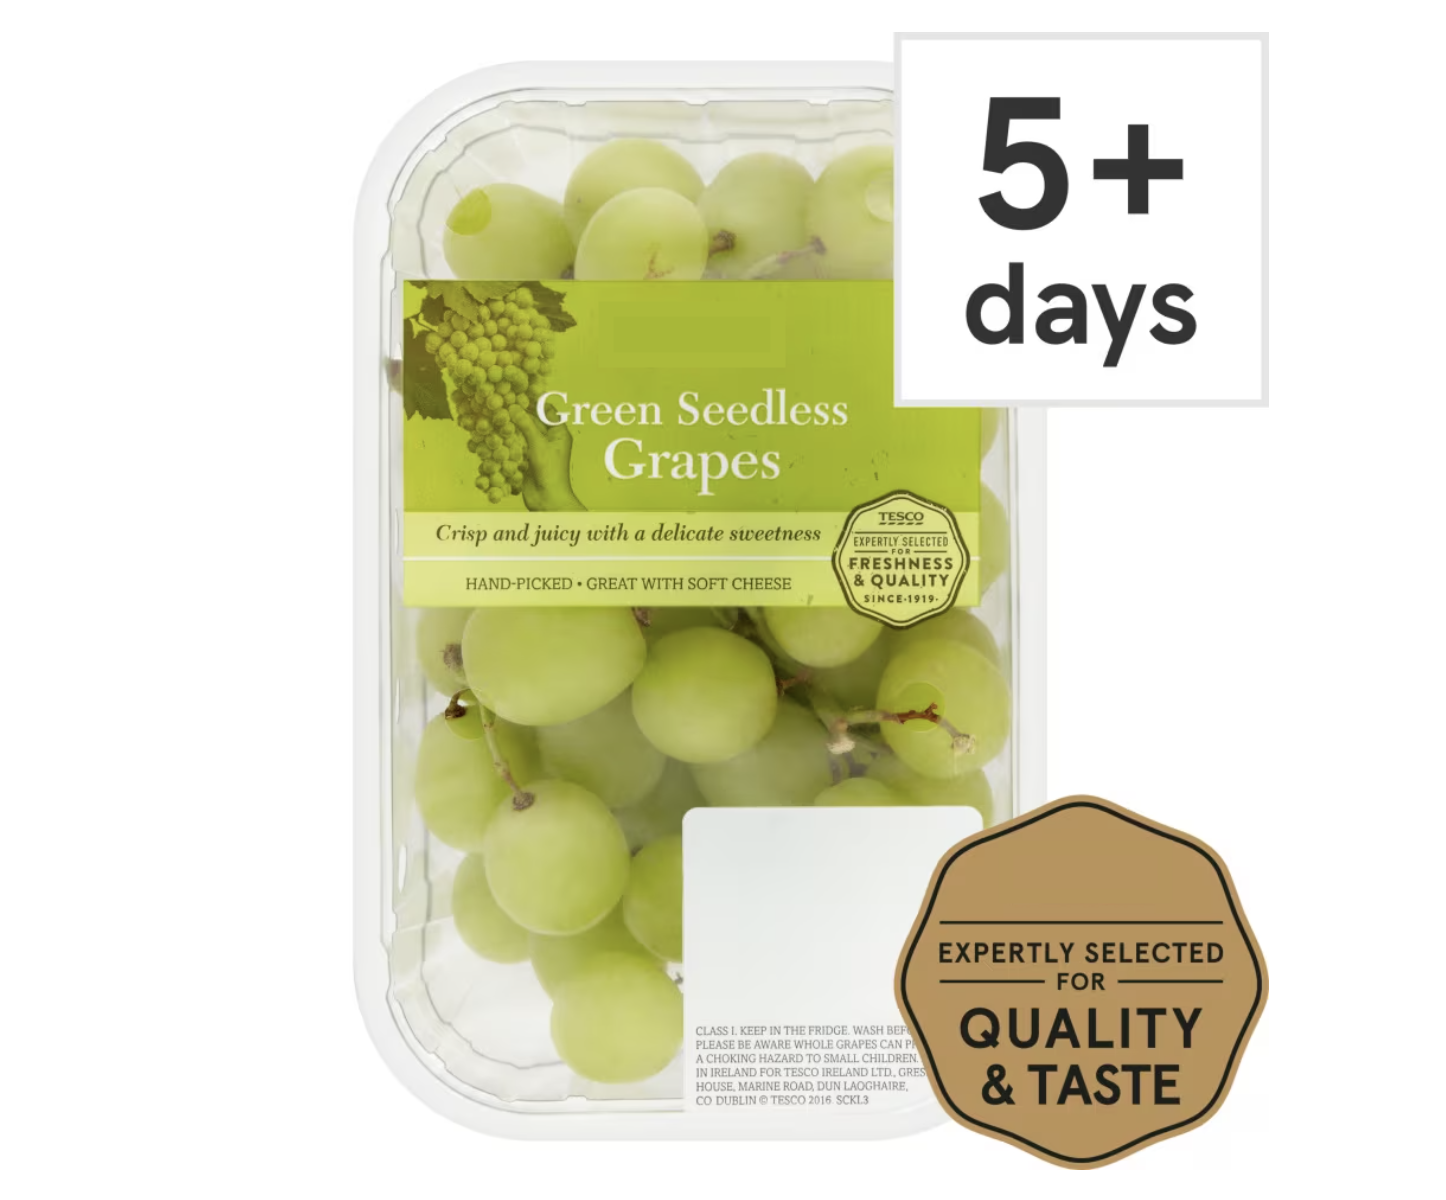 5+
days
Green Seedless
Grapes
Crisp and juicy with a delicate sweetness
HAND-PICKED • GREAT WITH SOFT CHEESE
TESCO
EXPERTLY SELECTED
FOR
FRESHNESS
& QUALITY
SINCE·1919·
CLASS I. KEEP IN THE FRIDGE. WASH
PLEASE BE AWARE WHOLE GRAPES CAN
A CHOKING HAZARD TO SMALL CHILDREN.
IN IRELAND FOR TESCO IRELAND LTD.,
HOUSE, MARINE ROAD, DUN LAOGHAIRE,
CO DUBLIN © TESCO 2016. SCKL3
EXPERTLY SELECTED
FOR
QUALITY
& TASTE